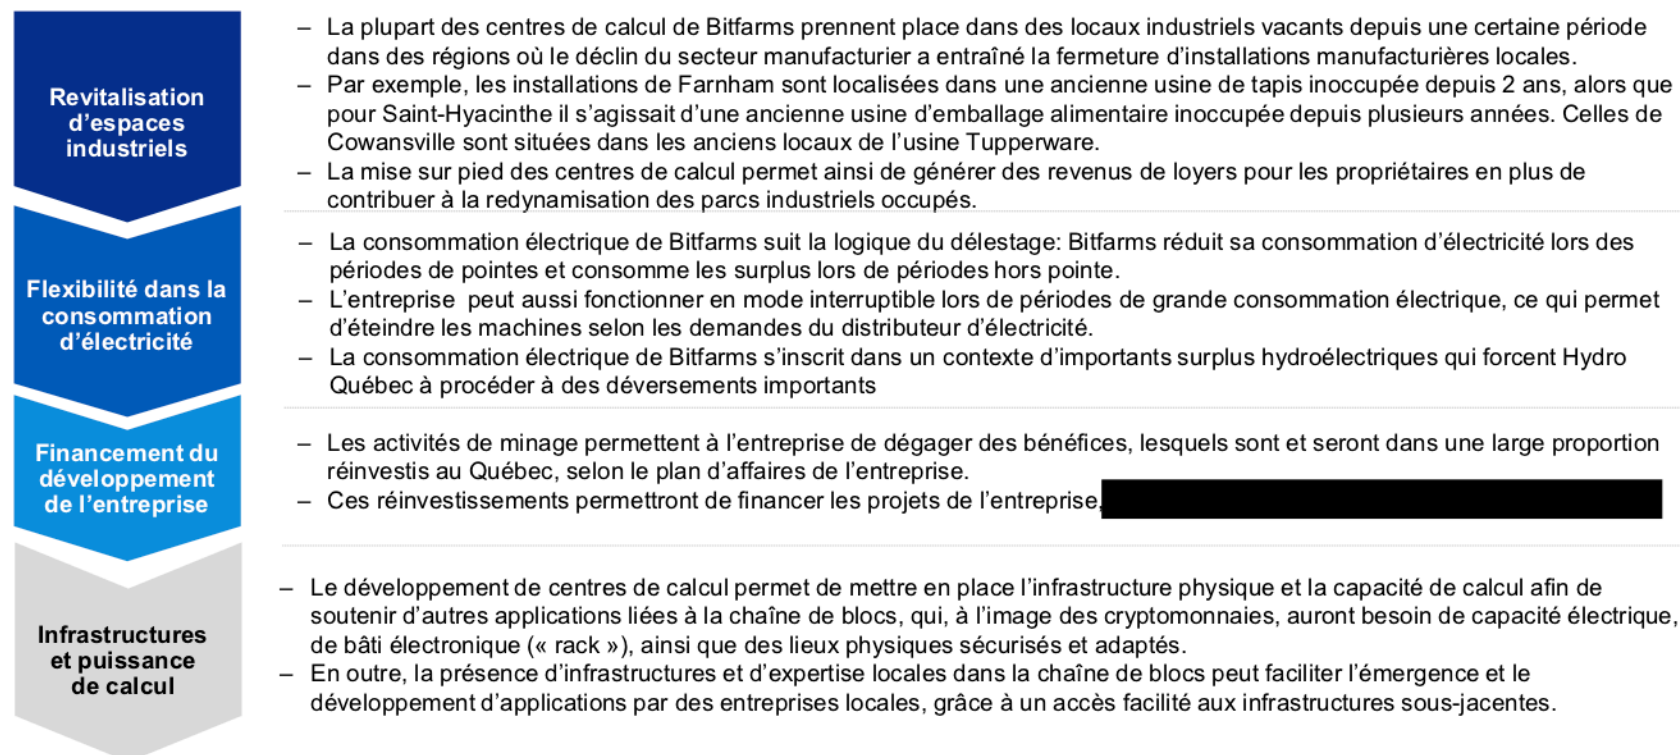 Revitalisation
d'espaces
industriels
– La plupart des centres de calcul de Bitfarms prennent place dans des locaux industriels vacants depuis une certaine période
dans des régions où le déclin du secteur manufacturier a entraîné la fermeture d'installations manufacturières locales.
– Par exemple, les installations de Farnham sont localisées dans une ancienne usine de tapis inoccupée depuis 2 ans, alors que
pour Saint-Hyacinthe il s'agissait d'une ancienne usine d'emballage alimentaire inoccupée depuis plusieurs années. Celles de
Cowansville sont situées dans les anciens locaux de l'usine Tupperware.
– La mise sur pied des centres de calcul permet ainsi de générer des revenus de loyers pour les propriétaires en plus de
contribuer à la redynamisation des parcs industriels occupés.
Flexibilité dans la
consommation
d'électricité
– La consommation électrique de Bitfarms suit la logique du délestage: Bitfarms réduit sa consommation d'électricité lors des
périodes de pointes et consomme les surplus lors de périodes hors pointe.
– L'entreprise peut aussi fonctionner en mode interruptible lors de périodes de grande consommation électrique, ce qui permet
d'éteindre les machines selon les demandes du distributeur d'électricité.
– La consommation électrique de Bitfarms s'inscrit dans un contexte d'importants surplus hydroélectriques qui forcent Hydro
Québec à procéder à des déversements importants
Financement du
développement
de l'entreprise
– Les activités de minage permettent à l'entreprise de dégager des bénéfices, lesquels sont et seront dans une large proportion
réinvestis au Québec, selon le plan d'affaires de l'entreprise.
– Ces réinvestissements permettront de financer les projets de l'entreprise,
Infrastructures
et puissance
de calcul
– Le développement de centres de calcul permet de mettre en place l'infrastructure physique et la capacité de calcul afin de
soutenir d'autres applications liées à la chaîne de blocs, qui, à l'image des cryptomonnaies, auront besoin de capacité électrique,
de bâti électronique (« rack »), ainsi que des lieux physiques sécurisés et adaptés.
– En outre, la présence d'infrastructures et d'expertise locales dans la chaîne de blocs peut faciliter l'émergence et le
développement d'applications par des entreprises locales, grâce à un accès facilité aux infrastructures sous-jacentes.